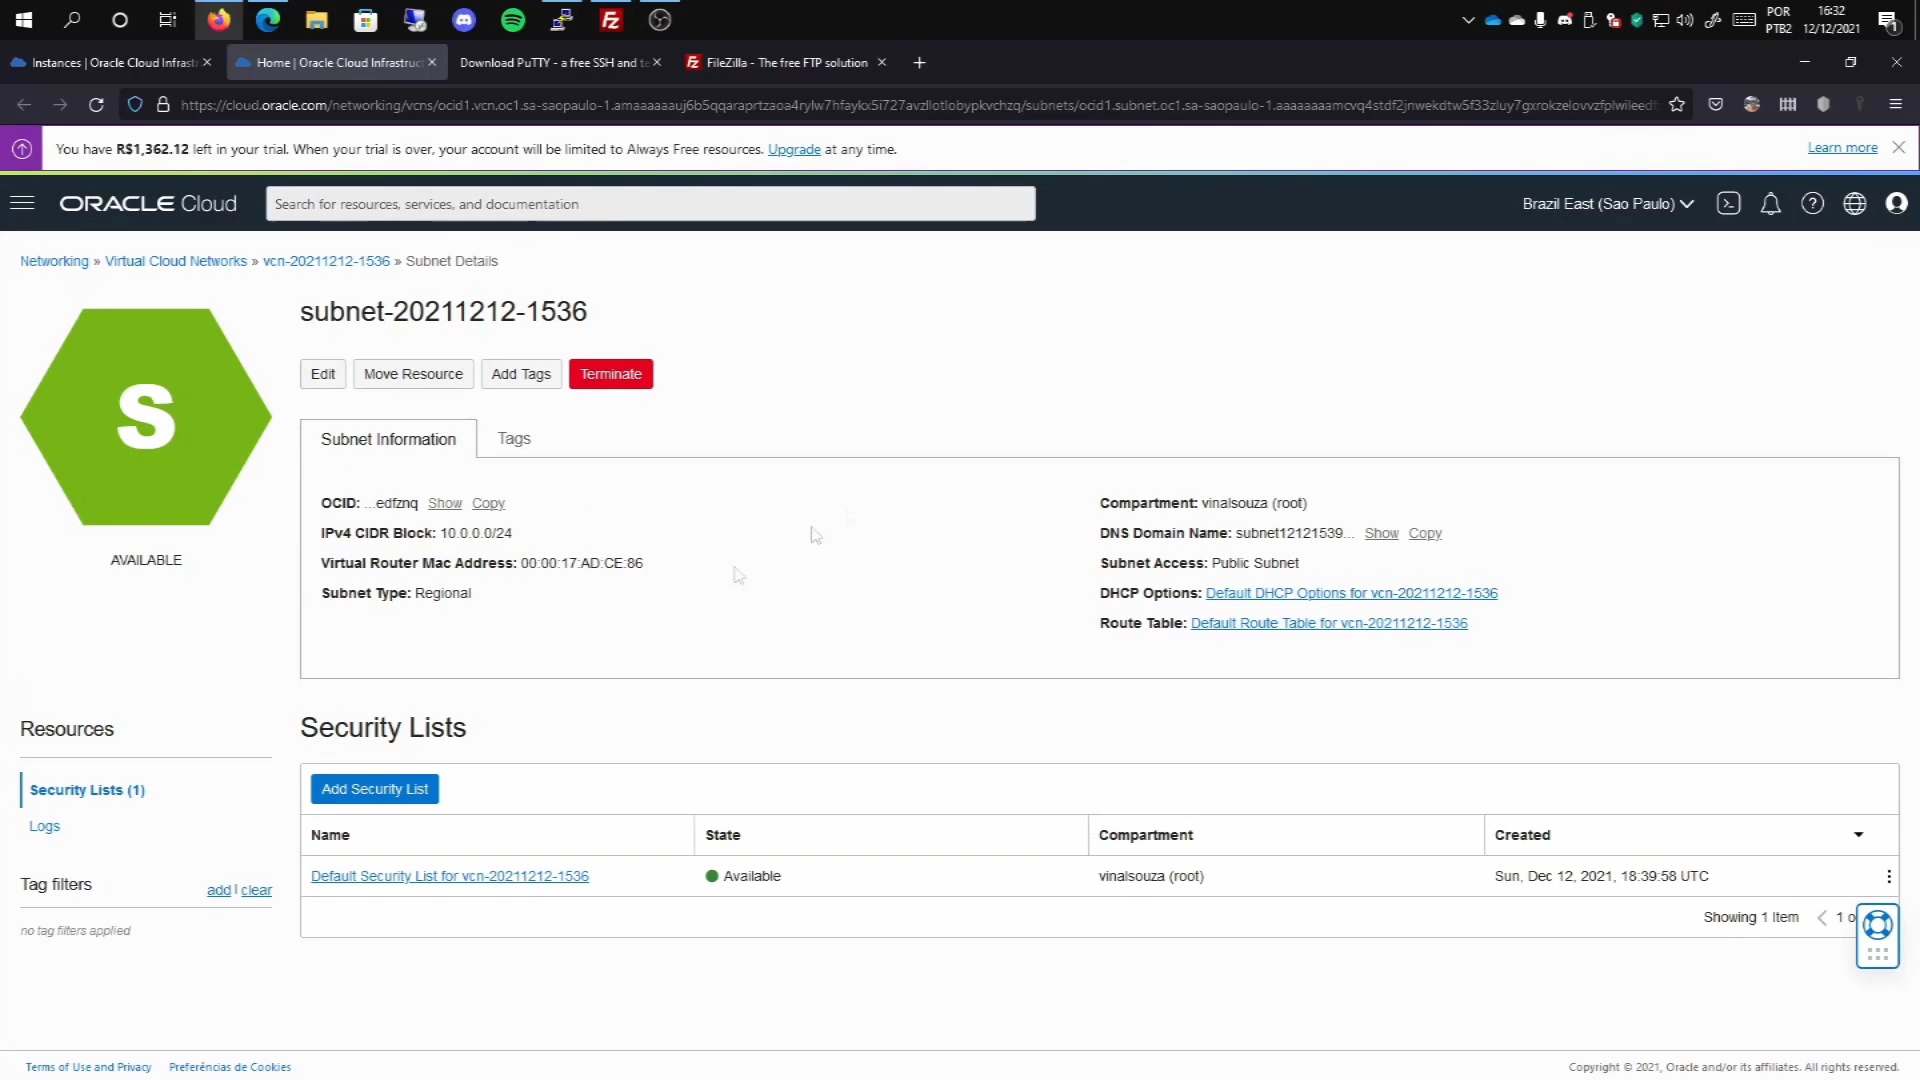 POR
PTB2
16:32
12/12/2021
1
Instances | Oracle Cloud Infrastr
Home | Oracle Cloud Infrastruct
Download PuTTY - a free SSH and te
FileZilla - The free FTP solution
You have R$1,362.12 left in your trial. When your trial is over, your account will be limited to Always Free resources. Upgrade at any time.
Learn more
ORACLE Cloud
Search for resources, services, and documentation
Brazil East (Sao Paulo)
Networking » Virtual Cloud Networks » vcn-20211212-1536 » Subnet Details
S
AVAILABLE
subnet-20211212-1536
Edit
Move Resource
Add Tags
Terminate
Subnet Information
Tags
OCID: ...edfznq Show Copy
IPv4 CIDR Block: 10.0.0.0/24
Virtual Router Mac Address: 00:00:17:AD:CE:86
Subnet Type: Regional
Compartment: vinalsouza (root)
DNS Domain Name: subnet12121539... Show Copy
Subnet Access: Public Subnet
DHCP Options: Default DHCP Options for vcn-20211212-1536
Route Table: Default Route Table for vcn-20211212-1536
Resources
Security Lists (1)
Logs
Tag filters
add | clear
no tag filters applied
Security Lists
Add Security List
Name State Compartment Created
Default Security List for vcn-20211212-1536 Available vinalsouza (root) Sun, Dec 12, 2021, 18:39:58 UTC
Showing 1 Item < 1 o
Terms of Use and Privacy
Preferências de Cookies
Copyright © 2021, Oracle and/or its affiliates. All rights reserved.